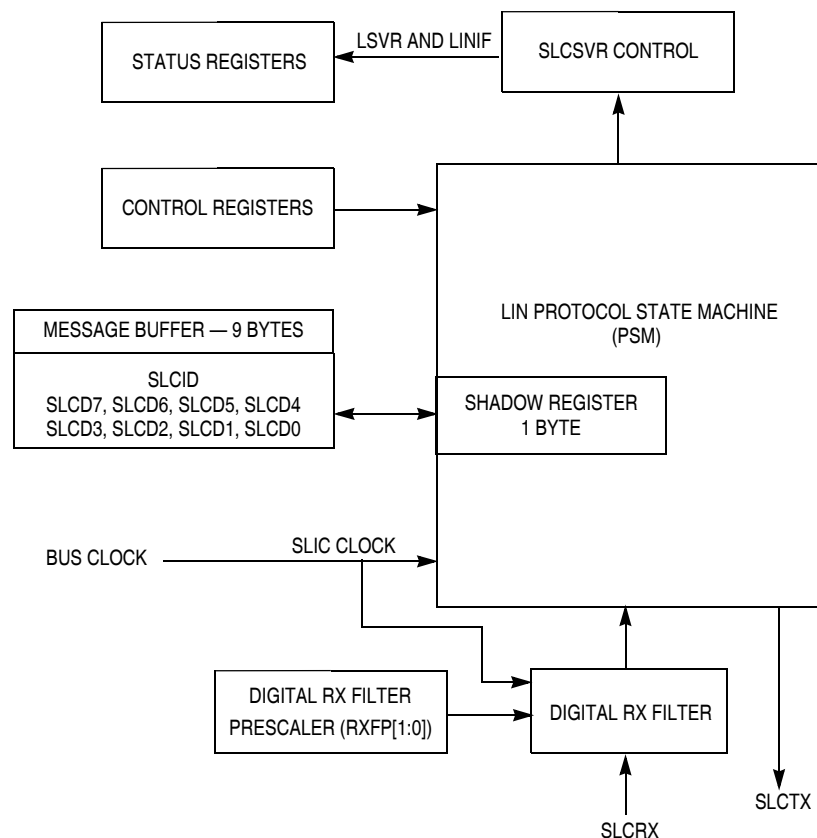 LSVR AND LINIF
STATUS REGISTERS
SLCSVR CONTROL
CONTROL REGISTERS
LIN PROTOCOL STATE MACHINE
(PSM)
MESSAGE BUFFER — 9 BYTES
SLCID
SLCD7, SLCD6, SLCD5, SLCD4
SLCD3, SLCD2, SLCD1, SLCD0
SHADOW REGISTER
1 BYTE
BUS CLOCK
SLIC CLOCK
DIGITAL RX FILTER
PRESCALER (RXFP[1:0])
DIGITAL RX FILTER
SLCTX
SLCRX